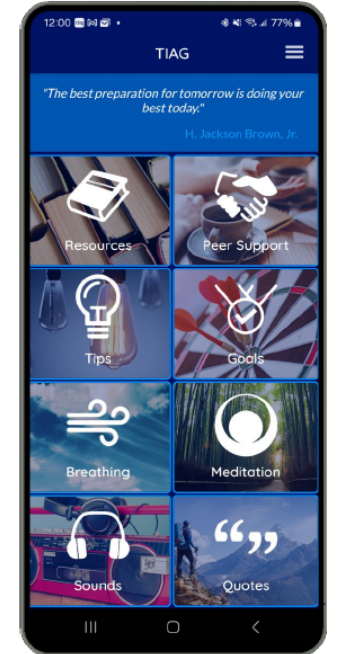 12:00 77%
TIAG
"The best preparation for tomorrow is doing your
best today."
H. Jackson Brown, Jr.
Resources Peer Support
Tips Goals
Breathing Meditation
Sounds Quotes